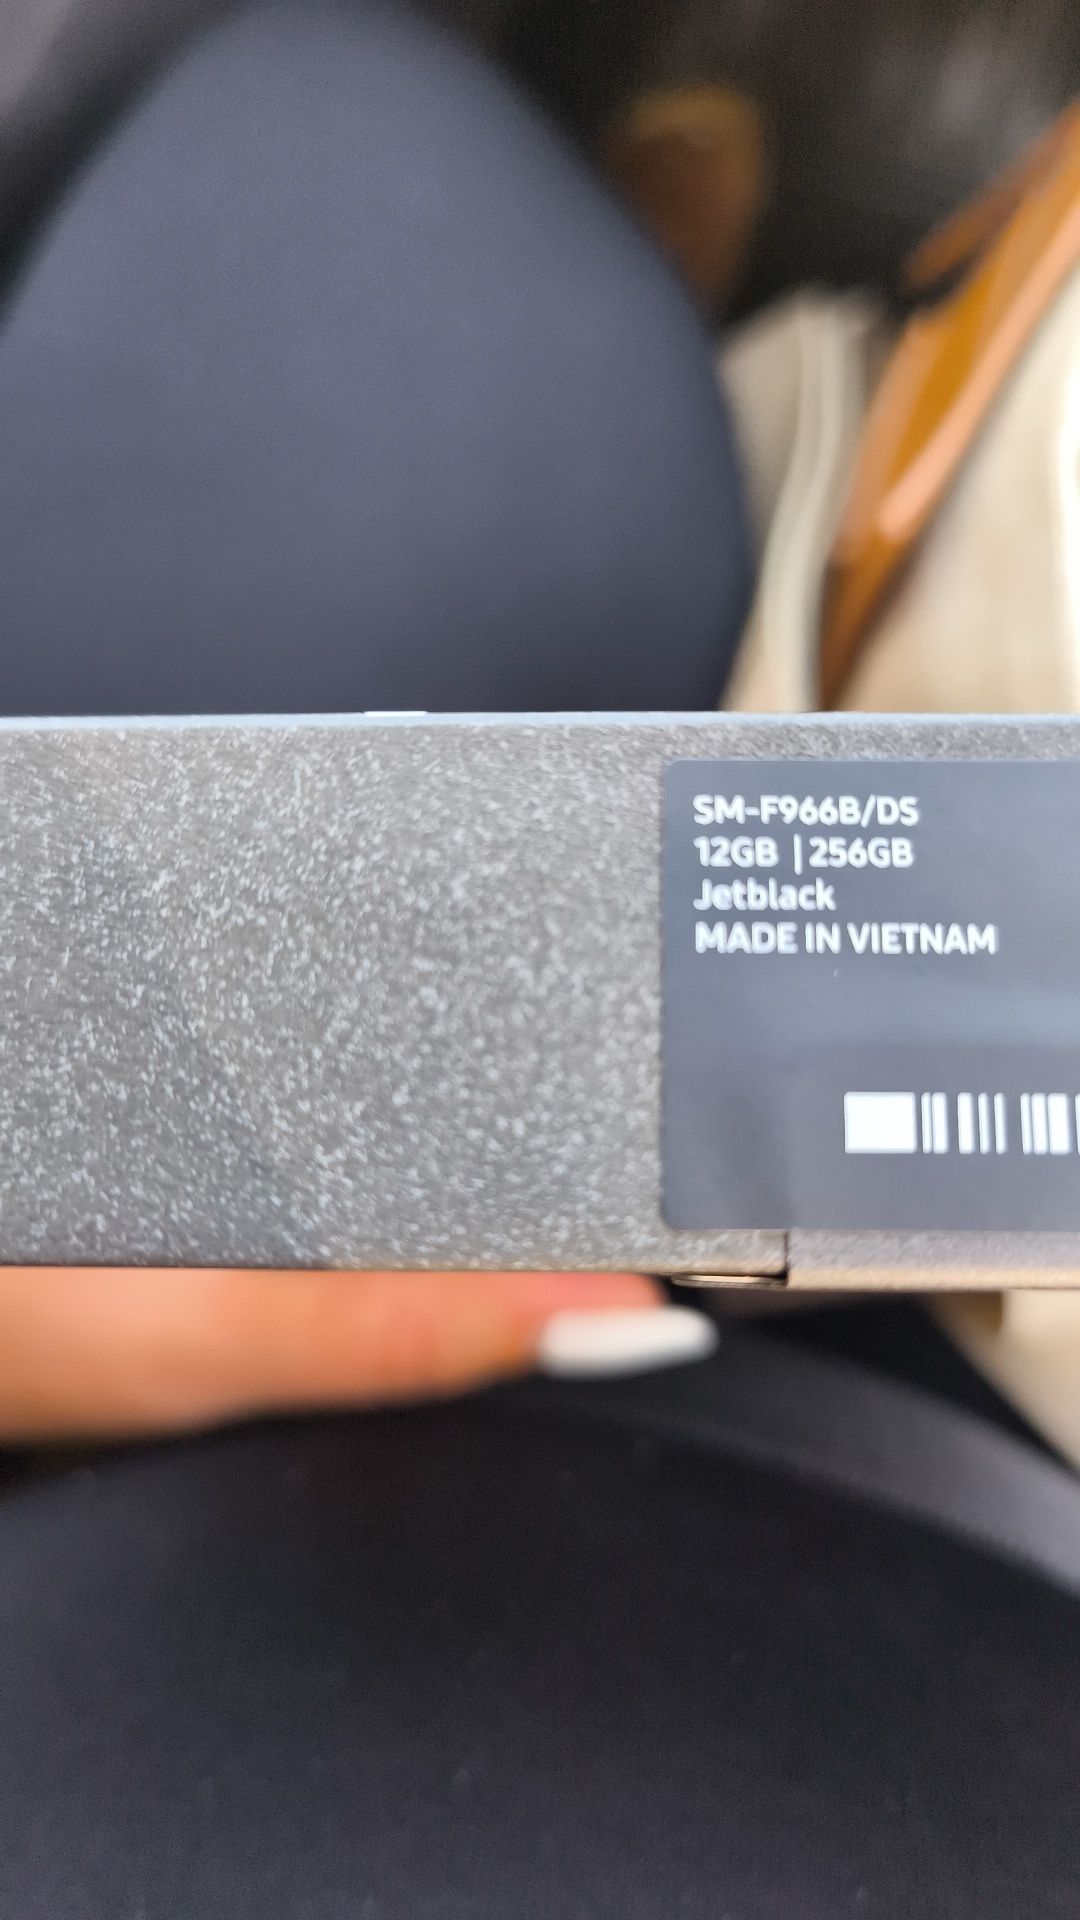 SM-F966B/DS
12GB | 256GB
Jetblack
MADE IN VIETNAM